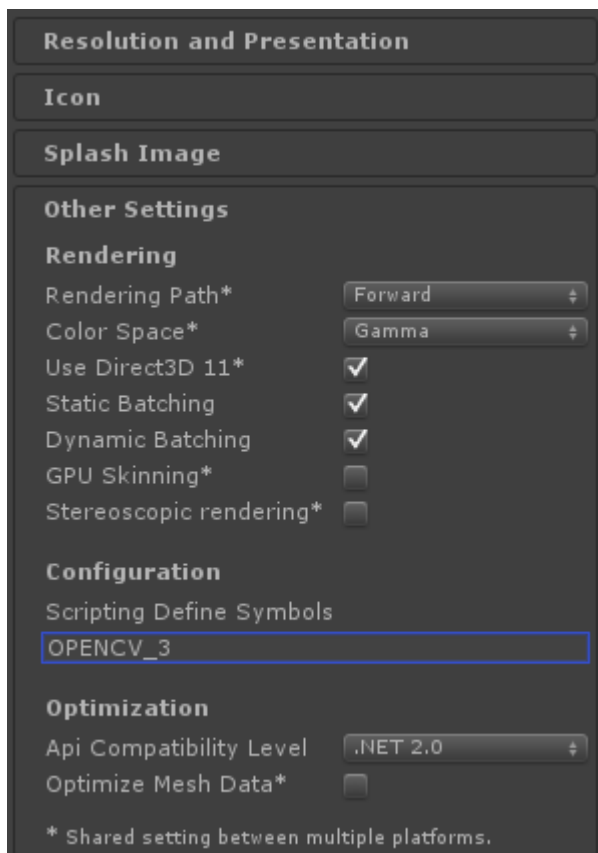 Resolution and Presentation
Icon
Splash Image
Other Settings
Rendering
Rendering Path* Forward
Color Space* Gamma
Use Direct3D 11*
Static Batching
Dynamic Batching
GPU Skinning*
Stereoscopic rendering*
Configuration
Scripting Define Symbols
OPENCV_3
Optimization
Api Compatibility Level .NET 2.0
Optimize Mesh Data*
* Shared setting between multiple platforms.